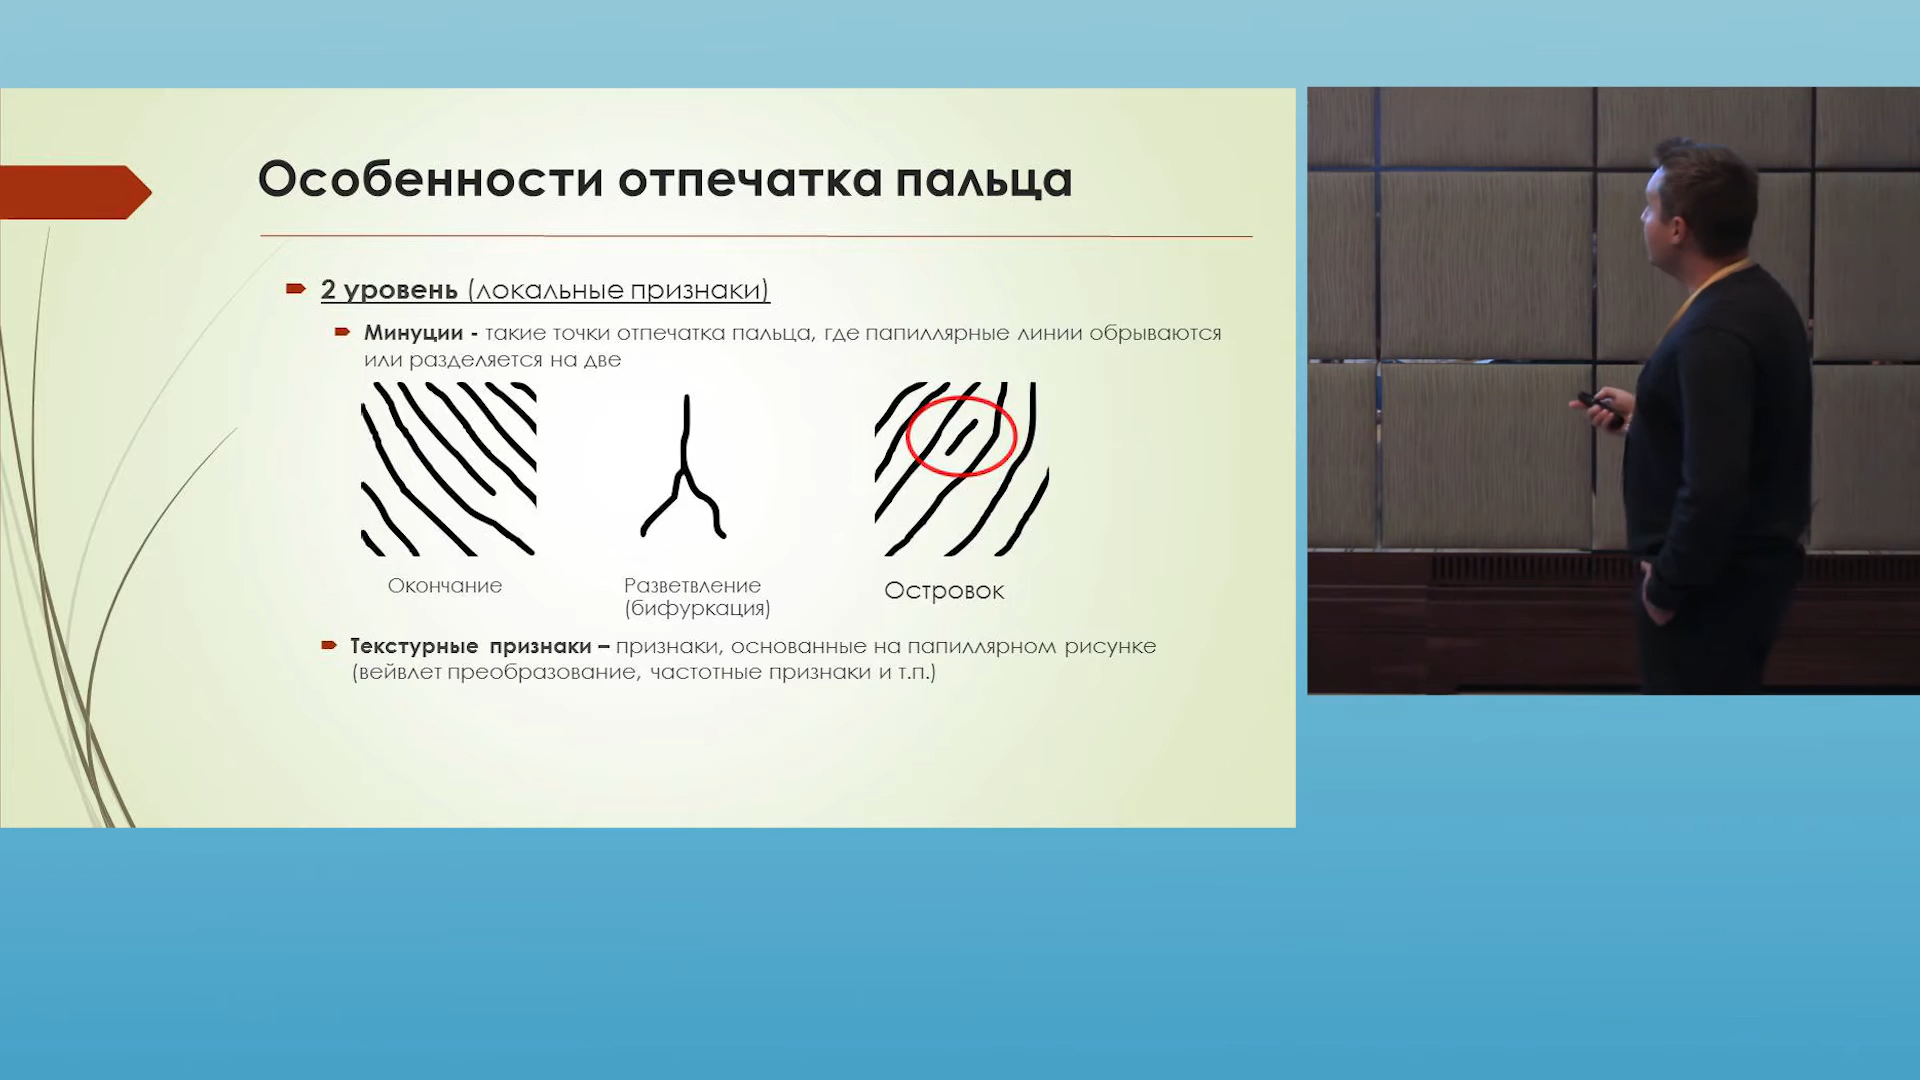 Особенности отпечатка пальца
2 уровень (локальные признаки)
Минуции - такие точки отпечатка пальца, где папиллярные линии обрываются
или разделяется на две
Окончание
Разветвление
(бифуркация)
Островок
Текстурные признаки – признаки, основанные на папиллярном рисунке
(вейвлет преобразование, частотные признаки и т.п.)